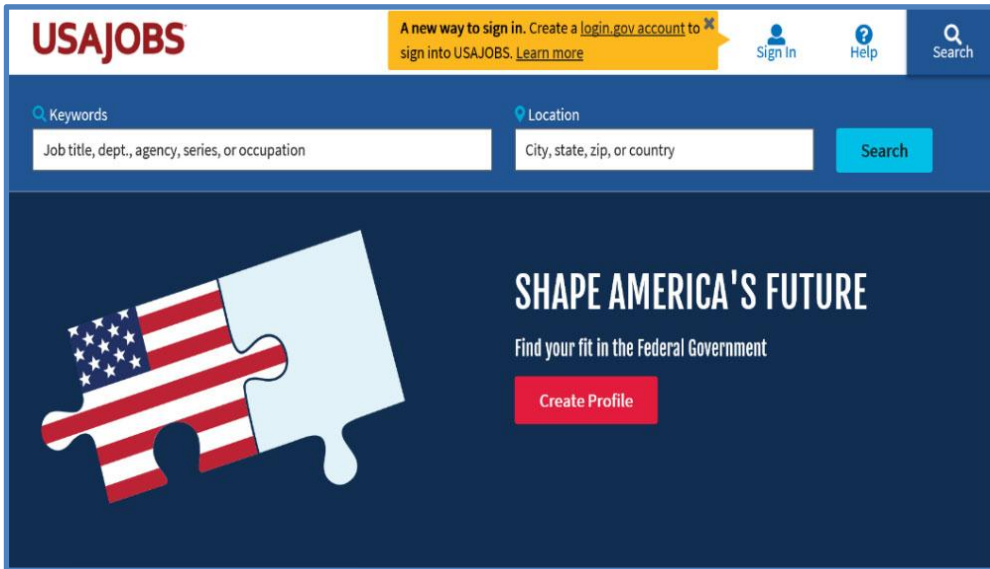 USAJOBS
A new way to sign in. Create a login.gov account to
sign into USAJOBS. Learn more
Sign In
Help
Search
Keywords
Location
Job title, dept., agency, series, or occupation
City, state, zip, or country
Search
SHAPE AMERICA'S FUTURE
Find your fit in the Federal Government
Create Profile